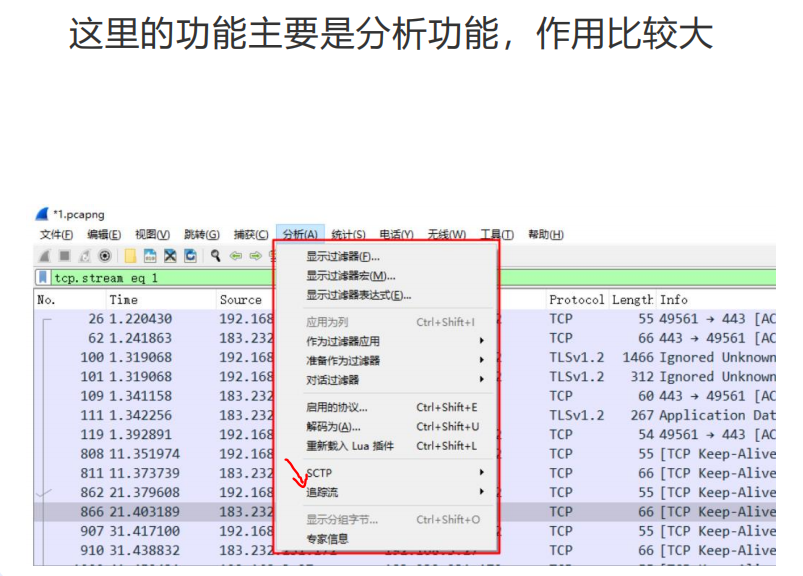 这里的功能主要是分析功能，作用比较大
*1.pcapng
文件(F) 编辑(E) 视图(V) 跳转(G) 捕获(C) 分析(A) 统计(S) 电话(Y) 无线(W) 工具(T) 帮助(H)
tcp.stream eq 1
显示过滤器(F)...
显示过滤器宏(M)...
显示过滤器表达式(E)...
应用为列 Ctrl+Shift+I
作为过滤器应用
准备作为过滤器
对话过滤器
启用的协议... Ctrl+Shift+E
解码为(A)... Ctrl+Shift+U
重新载入 Lua 插件 Ctrl+Shift+L
SCTP
追踪流
显示分组字节... Ctrl+Shift+O
专家信息
No. Time Source Protocol Length Info
26 1.220430 192.168 TCP 55 49561 → 443 [AC
62 1.241863 183.232 TCP 66 443 → 49561 [AC
100 1.319068 192.168 TLSv1.2 1466 Ignored Unknown
101 1.319068 192.168 TLSv1.2 312 Ignored Unknown
109 1.341158 183.232 TCP 60 443 → 49561 [AC
111 1.342256 183.232 TLSv1.2 267 Application Dat
119 1.392891 192.168 TCP 54 49561 → 443 [AC
808 11.351974 192.168 TCP 55 [TCP Keep-Alive
811 11.373739 183.232 TCP 66 [TCP Keep-Alive
862 21.379608 192.168 TCP 55 [TCP Keep-Alive
866 21.403189 183.232 TCP 66 [TCP Keep-Alive
907 31.417100 192.168 TCP 55 [TCP Keep-Alive
910 31.438832 183.232 TCP 66 [TCP Keep-Alive